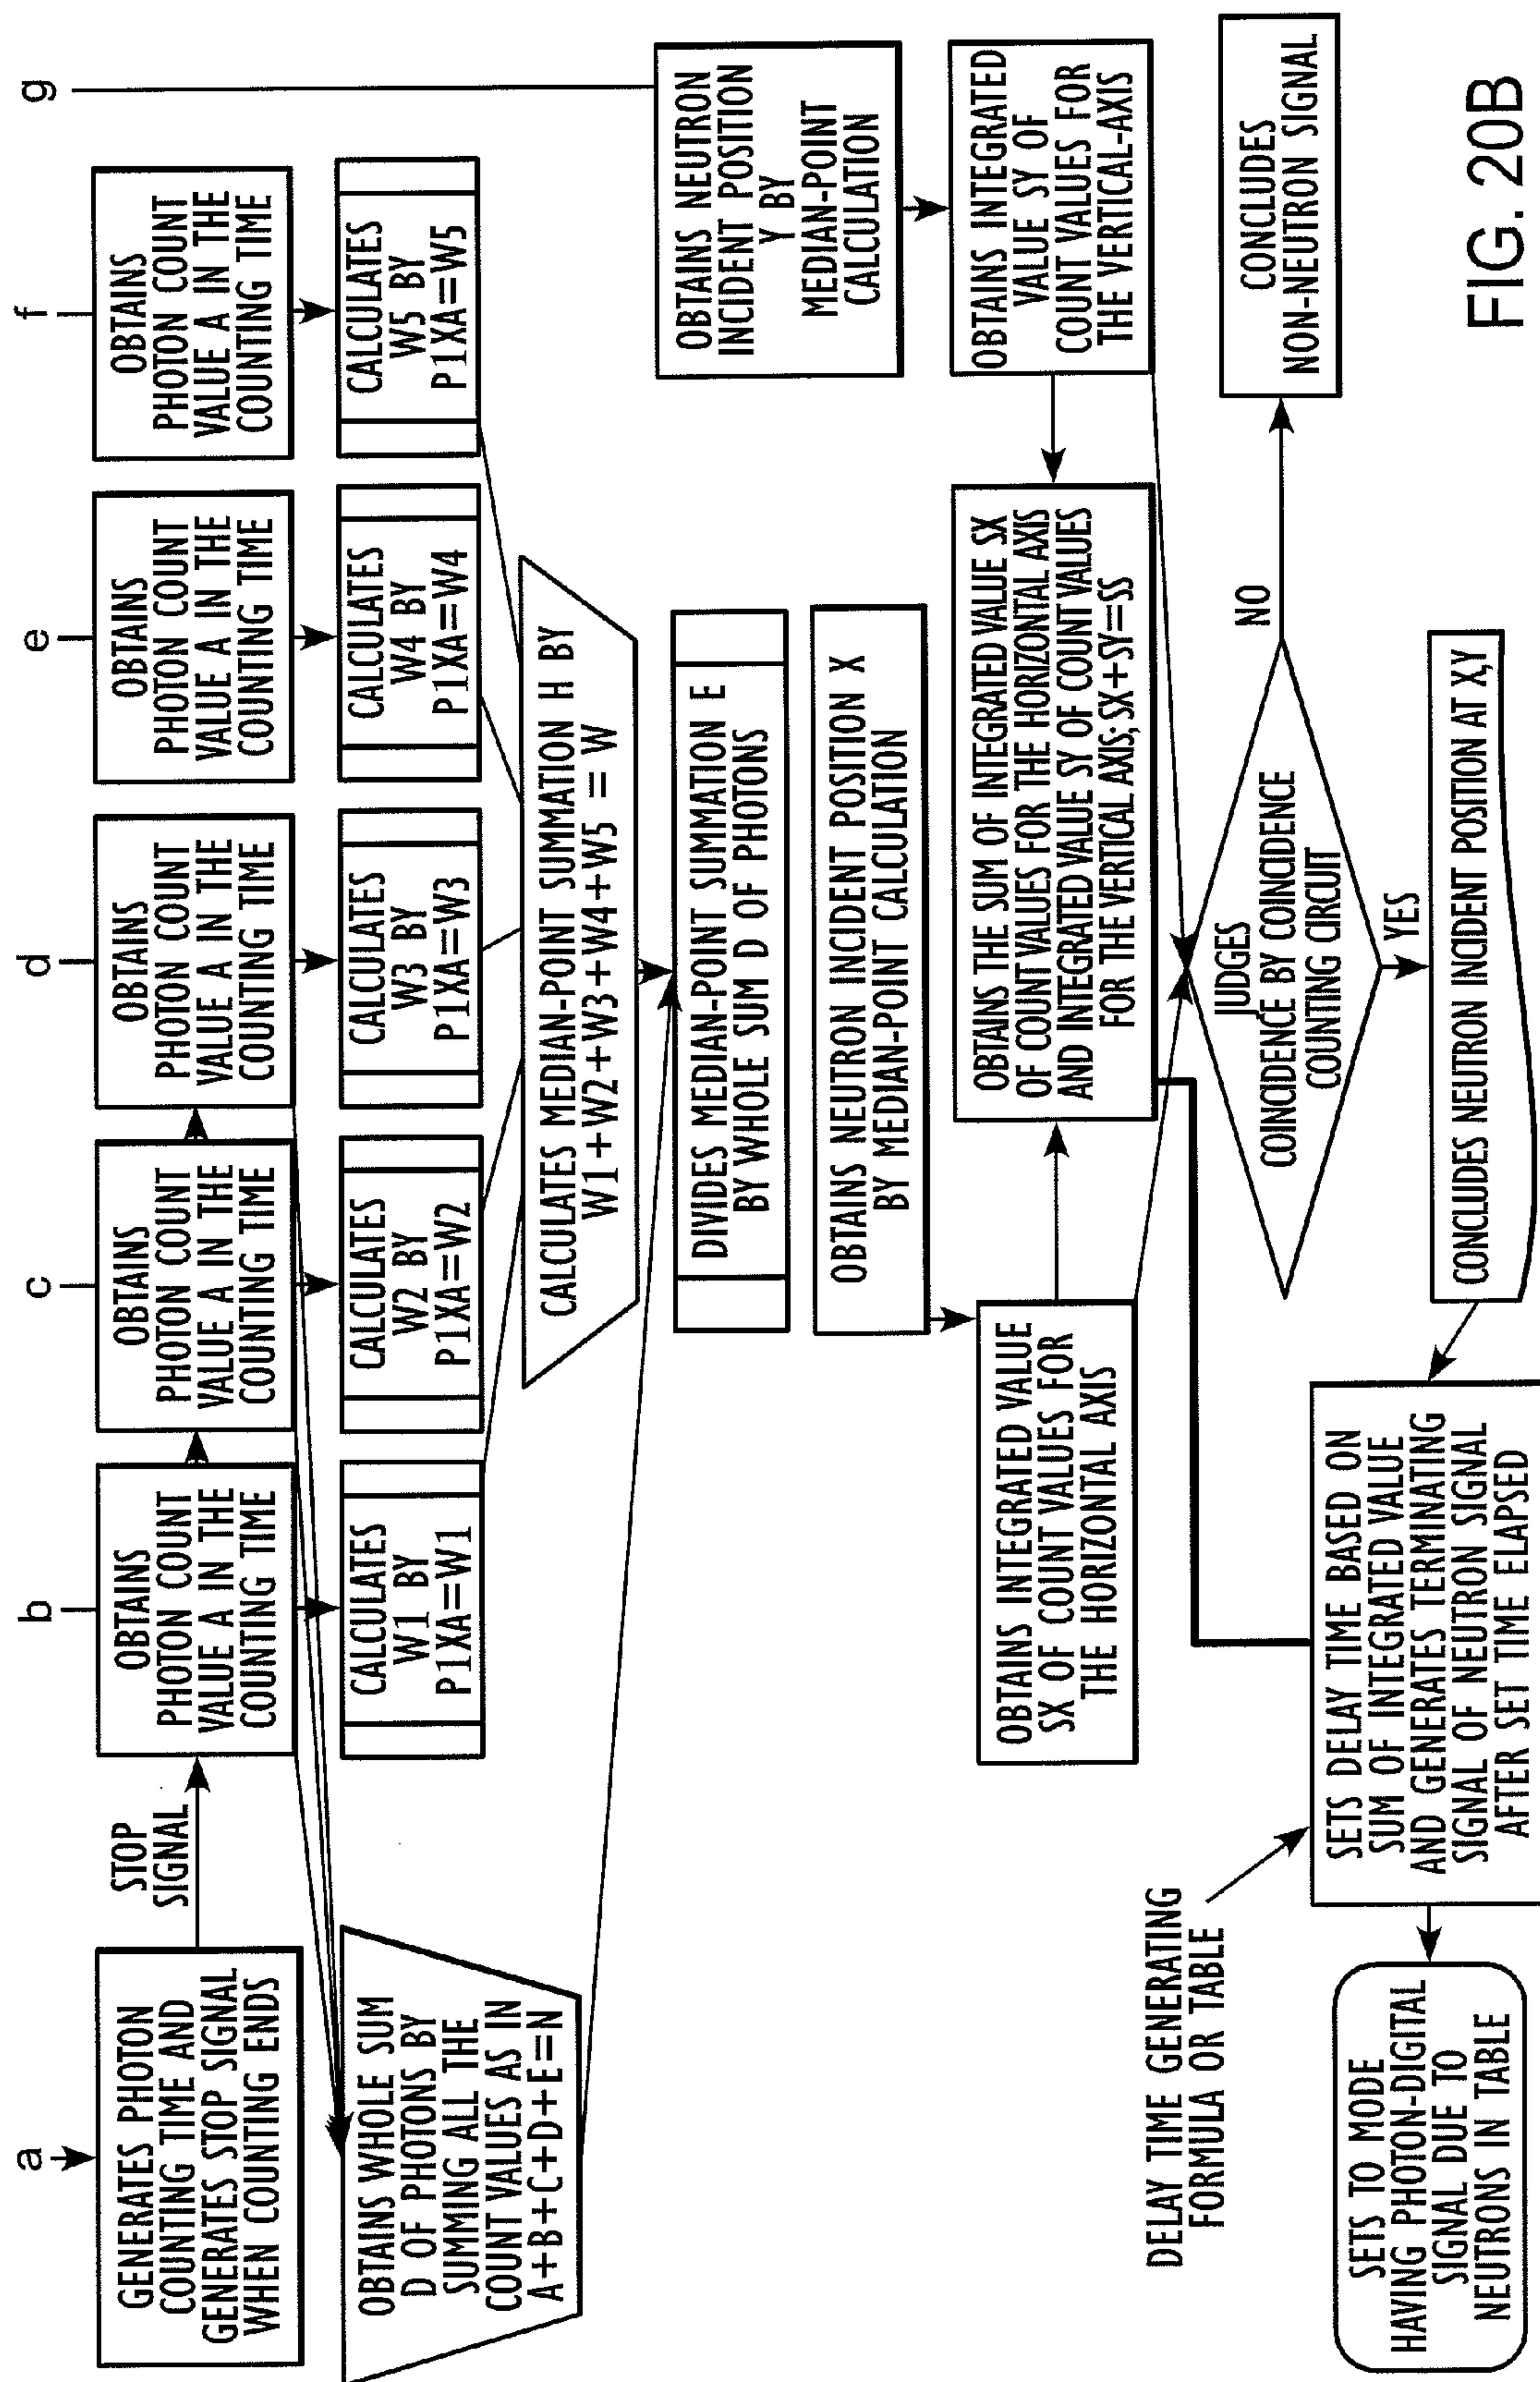 a
GENERATES PHOTON
COUNTING TIME AND
GENERATES STOP SIGNAL
WHEN COUNTING ENDS
STOP
SIGNAL
b
OBTAINS
PHOTON COUNT
VALUE A IN THE
COUNTING TIME
c
OBTAINS
PHOTON COUNT
VALUE A IN THE
COUNTING TIME
d
OBTAINS
PHOTON COUNT
VALUE A IN THE
COUNTING TIME
e
OBTAINS
PHOTON COUNT
VALUE A IN THE
COUNTING TIME
f
OBTAINS
PHOTON COUNT
VALUE A IN THE
COUNTING TIME
g
OBTAINS WHOLE SUM
D OF PHOTONS BY
SUMMING ALL THE
COUNT VALUES AS IN
A+B+C+D+E=N
CALCULATES
W1 BY
P1XA=W1
CALCULATES
W2 BY
P1XA=W2
CALCULATES
W3 BY
P1XA=W3
CALCULATES
W4 BY
P1XA=W4
CALCULATES
W5 BY
P1XA=W5
CALCULATES MEDIAN-POINT SUMMATION H BY
W1+W2+W3+W4+W5 = W
DIVIDES MEDIAN-POINT SUMMATION E
BY WHOLE SUM D OF PHOTONS
OBTAINS NEUTRON INCIDENT POSITION X
BY MEDIAN-POINT CALCULATION
OBTAINS NEUTRON
INCIDENT POSITION
Y BY
MEDIAN-POINT
CALCULATION
OBTAINS INTEGRATED VALUE
SX OF COUNT VALUES FOR
THE HORIZONTAL AXIS
OBTAINS THE SUM OF INTEGRATED VALUE SX
OF COUNT VALUES FOR THE HORIZONTAL AXIS
AND INTEGRATED VALUE SY OF COUNT VALUES
FOR THE VERTICAL AXIS; SX+SY=SS
OBTAINS INTEGRATED
VALUE SY OF
COUNT VALUES FOR
THE VERTICAL-AXIS
JUDGES
COINCIDENCE BY COINCIDENCE
COUNTING CIRCUIT
NO
CONCLUDES
NON-NEUTRON SIGNAL
YES
CONCLUDES NEUTRON INCIDENT POSITION AT X,Y
DELAY TIME GENERATING
FORMULA OR TABLE
SETS DELAY TIME BASED ON
SUM OF INTEGRATED VALUE
AND GENERATES TERMINATING
SIGNAL OF NEUTRON SIGNAL
AFTER SET TIME ELAPSED
SETS TO MODE
HAVING PHOTON-DIGITAL
SIGNAL DUE TO
NEUTRONS IN TABLE
FIG. 20B